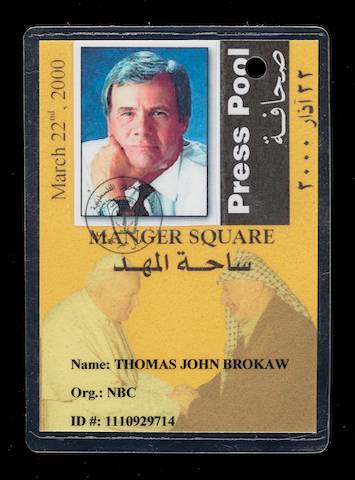 March 22nd, 2000
Press Pool
صحافة
٢٢ آذار ٢٠٠٠
MANGER SQUARE
ساحة المهد
Name: THOMAS JOHN BROKAW
Org.: NBC
ID #: 1110929714